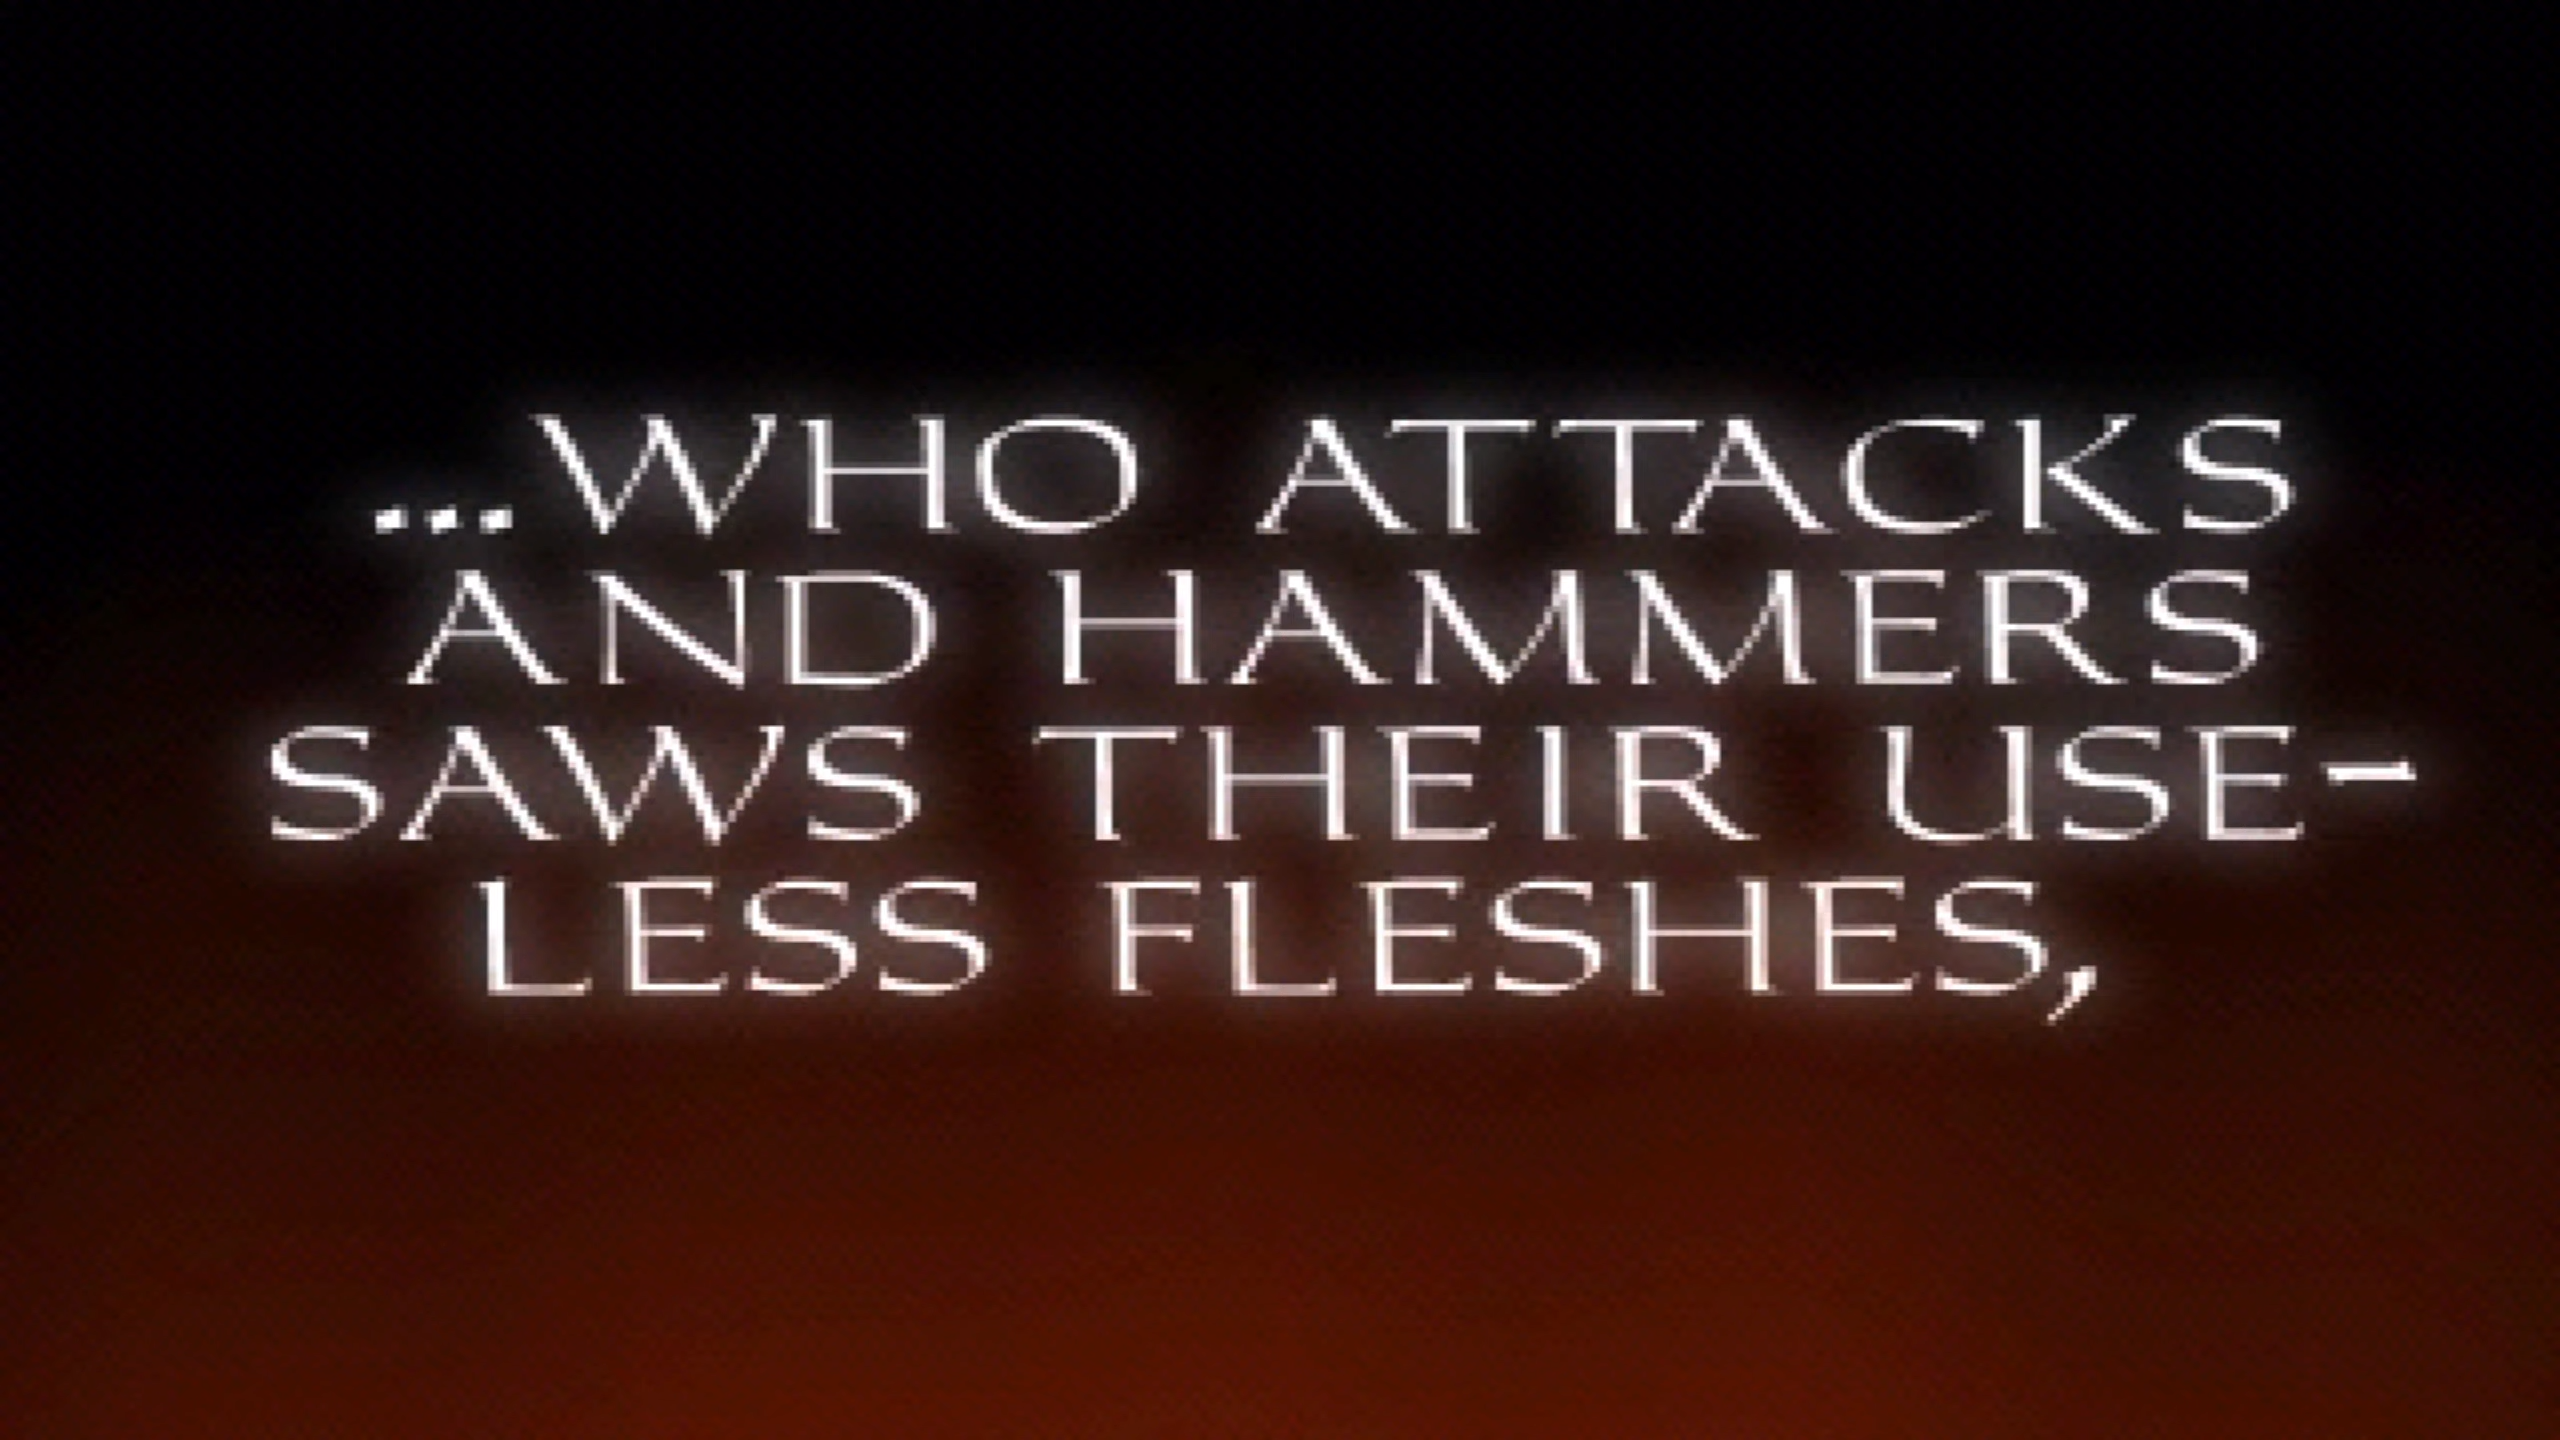 ...WHO ATTACKS
AND HAMMERS
SAWS THEIR USE-
LESS FLESHES,